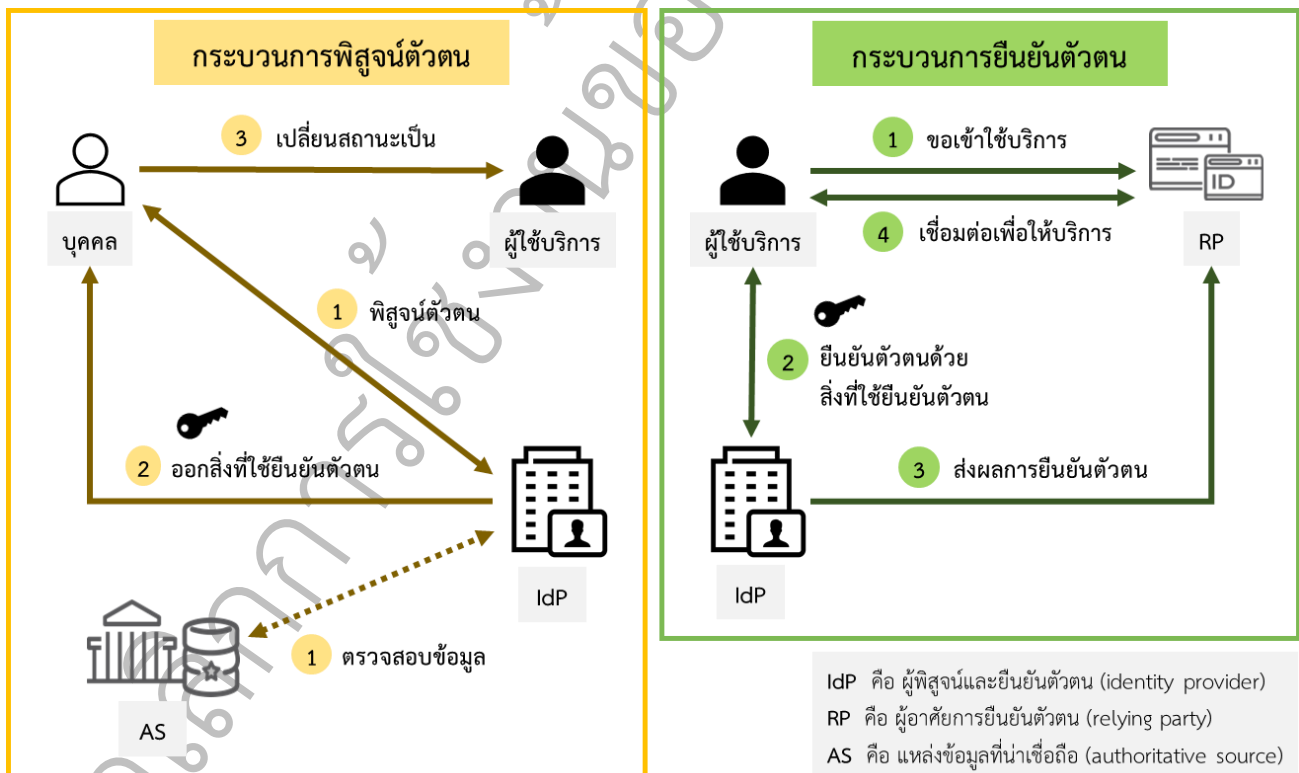 กระบวนการพิสูจน์ตัวตน
3 เปลี่ยนสถานะเป็น
บุคคล
ผู้ใช้บริการ
1 พิสูจน์ตัวตน
2 ออกสิ่งที่ใช้ยืนยันตัวตน
IdP
1 ตรวจสอบข้อมูล
AS
กระบวนการยืนยันตัวตน
1 ขอเข้าใช้บริการ
ID
ผู้ใช้บริการ
4 เชื่อมต่อเพื่อให้บริการ
RP
2 ยืนยันตัวตนด้วย
สิ่งที่ใช้ยืนยันตัวตน
3 ส่งผลการยืนยันตัวตน
IdP
IdP คือ ผู้พิสูจน์และยืนยันตัวตน (identity provider)
RP คือ ผู้อาศัยการยืนยันตัวตน (relying party)
AS คือ แหล่งข้อมูลที่น่าเชื่อถือ (authoritative source)